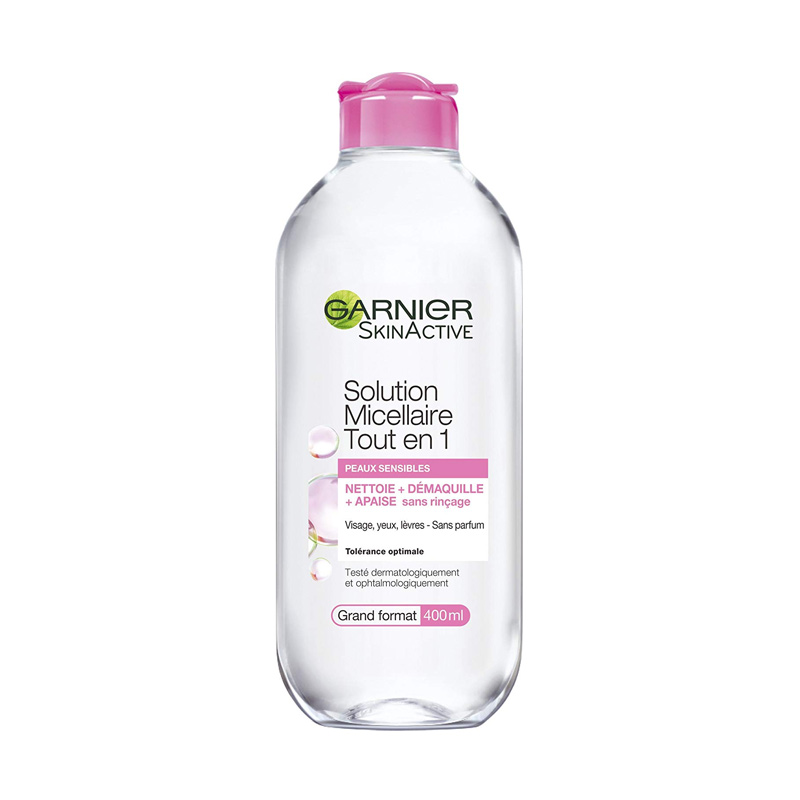 GARNIER
SKINACTIVE
Solution
Micellaire
Tout en 1
PEAUX SENSIBLES
NETTOIE + DÉMAQUILLE
+ APAISE sans rinçage
Visage, yeux, lèvres - Sans parfum
Tolérance optimale
Testé dermatologiquement
et ophtalmologiquement
Grand format 400ml